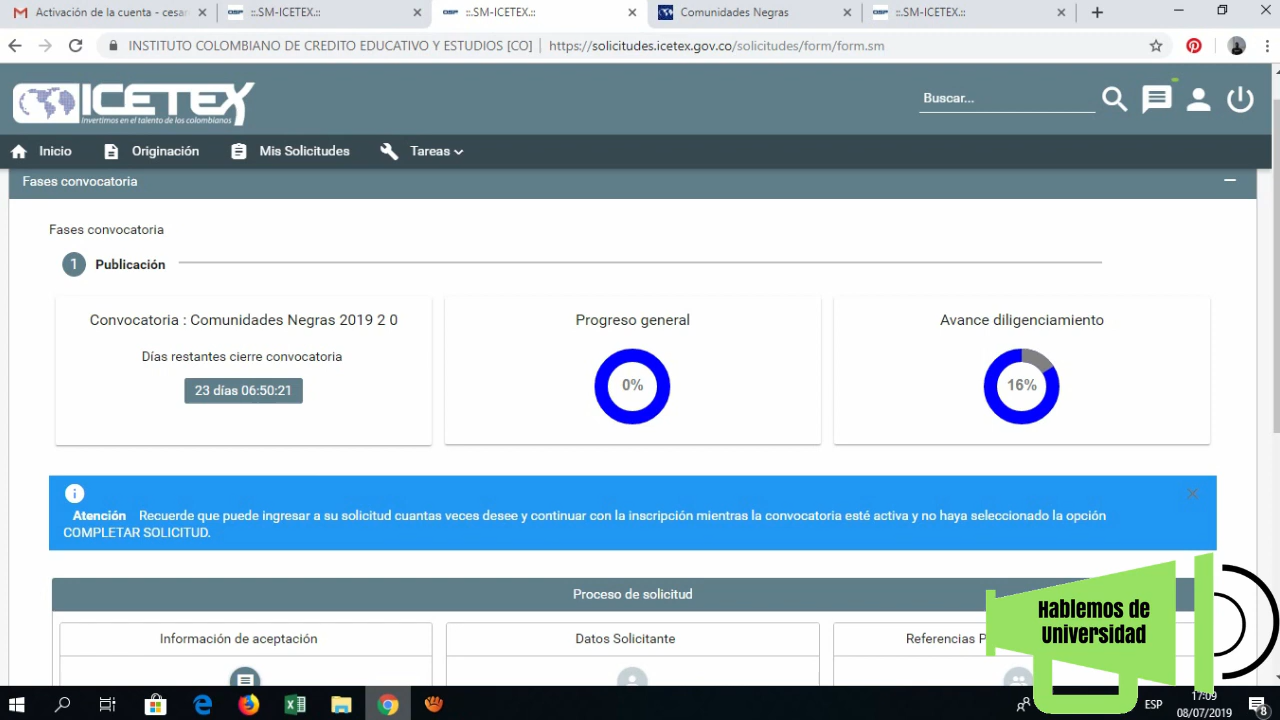 Activación de la cuenta - cesar
::.SM-ICETEX.::
::.SM-ICETEX.::
Comunidades Negras
::.SM-ICETEX.::
INSTITUTO COLOMBIANO DE CREDITO EDUCATIVO Y ESTUDIOS [CO] | https://solicitudes.icetex.gov.co/solicitudes/form/form.sm
ICETEX
Invertimos en el talento de los colombianos
Buscar...
Inicio
Originación
Mis Solicitudes
Tareas
Fases convocatoria
Fases convocatoria
1 Publicación
Convocatoria : Comunidades Negras 2019 2 0
Días restantes cierre convocatoria
23 días 06:50:21
Progreso general
0%
Avance diligenciamiento
16%
Atención Recuerde que puede ingresar a su solicitud cuantas veces desee y continuar con la inscripción mientras la convocatoria esté activa y no haya seleccionado la opción
COMPLETAR SOLICITUD.
Proceso de solicitud
Información de aceptación
Datos Solicitante
Referencias
Hablemos de
Universidad
ESP
17:09
08/07/2019
8